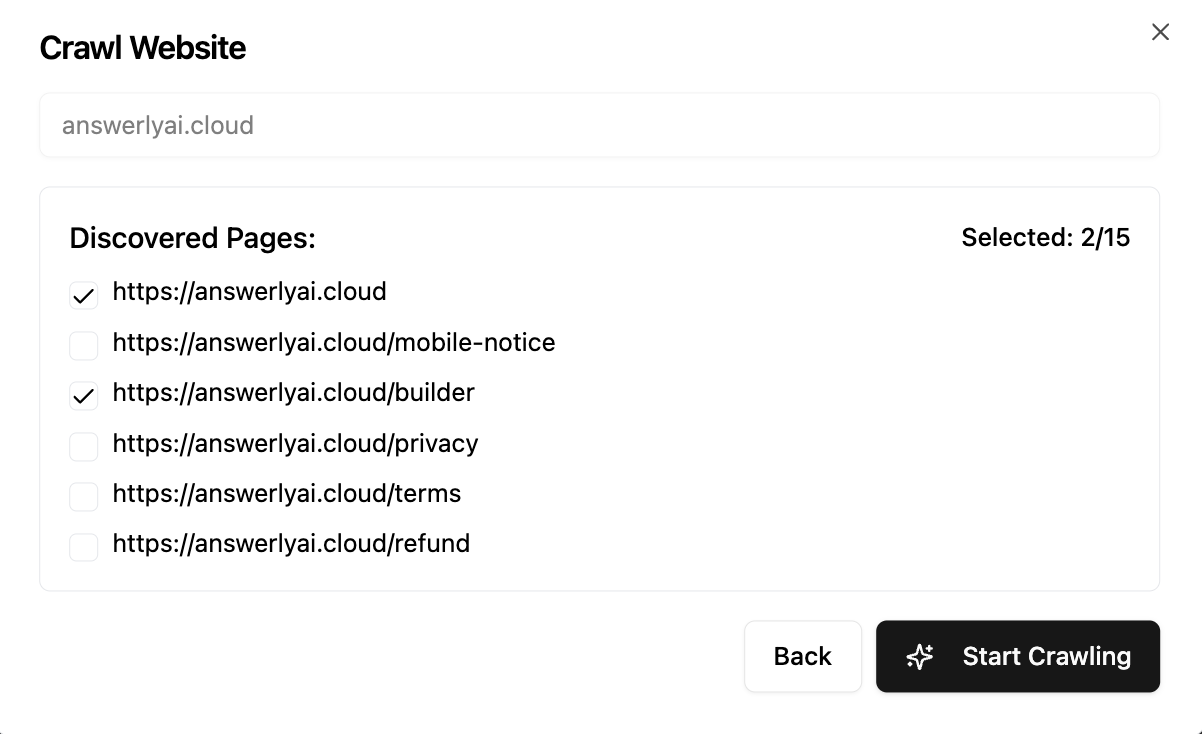 Crawl Website
answerlyai.cloud
Discovered Pages: Selected: 2/15
https://answerlyai.cloud
https://answerlyai.cloud/mobile-notice
https://answerlyai.cloud/builder
https://answerlyai.cloud/privacy
https://answerlyai.cloud/terms
https://answerlyai.cloud/refund
Back Start Crawling